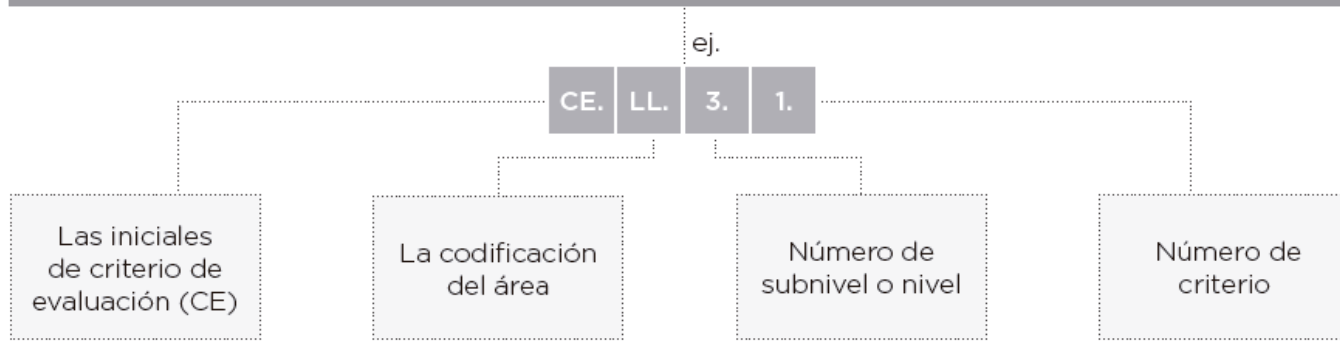 ej.
CE. LL. 3. 1.
Las iniciales
de criterio de
evaluación (CE)
La codificación
del área
Número de
subnivel o nivel
Número de
criterio